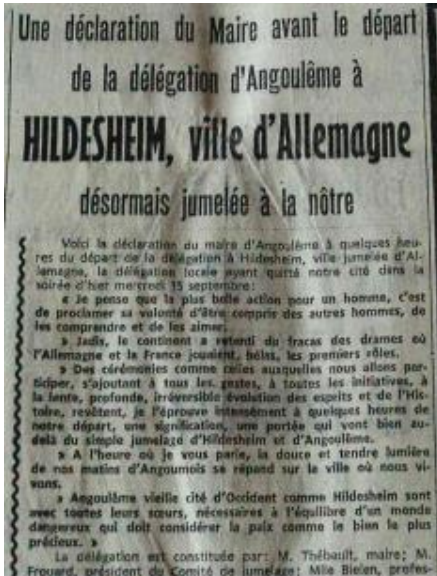 Une déclaration du Maire avant le départ
de la délégation d'Angoulême à
HILDESHEIM, ville d'Allemagne
désormais jumelée à la nôtre
Voici la déclaration du maire d'Angoulême à quelques heu-
res du départ de la délégation à Hildesheim, ville jumelée d'Al-
lemagne, la délégation locale ayant quitté notre cité dans la
soirée d'hier mercredi 15 septembre :
« Je pense que la plus belle action pour un homme, c'est
de proclamer sa volonté d'être compris des autres hommes, de
les comprendre et de les aimer.
» Jadis, le continent a retenti du fracas des drames où
l'Allemagne et la France jouaient, hélas, les premiers rôles.
» Des cérémonies comme celles auxquelles nous allons par-
ticiper, s'ajoutant à tous les gestes, à toutes les initiatives, à
la lente, profonde, irréversible évolution des esprits et de l'His-
toire, revêtent, je l'éprouve intensément à quelques heures de
notre départ, une signification, une portée qui vont bien au-
delà du simple jumelage d'Hildesheim et d'Angoulême.
» A l'heure où je vous parle, la douce et tendre lumière
de nos matins d'Angoumois se répand sur la ville où nous vi-
vons.
» Angoulême vieille cité d'Occident comme Hildesheim sont
avec toutes leurs sœurs, nécessaires à l'équilibre d'un monde
dangereux qui doit considérer la paix comme le bien le plus
précieux. »
La délégation est constituée par : M. Thébault, maire ; M.
Frouard, président du Comité de jumelage ; Mlle Bielen, profes-